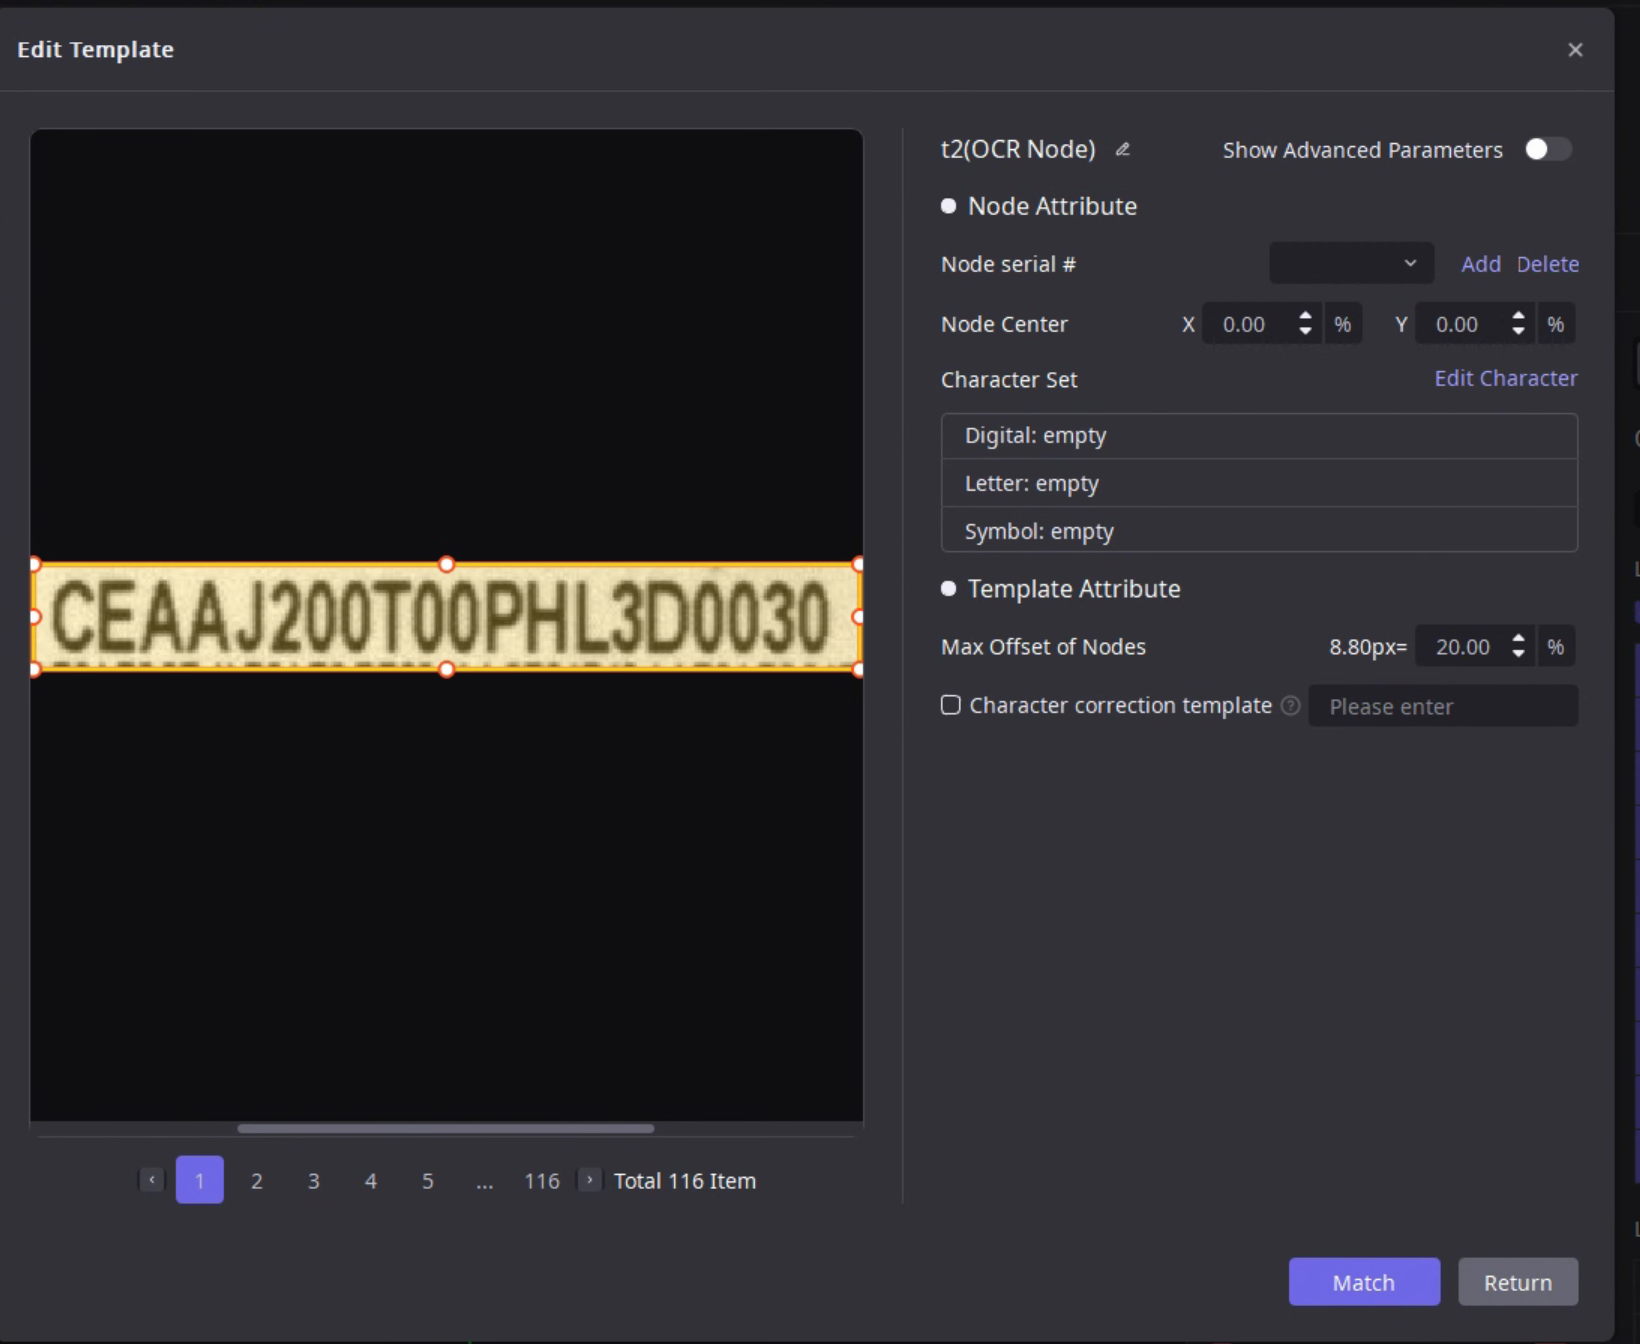 Edit Template
t2(OCR Node)
Show Advanced Parameters
Node Attribute
Node serial #
Add Delete
Node Center X 0.00 % Y 0.00 %
Character Set
Edit Character
Digital: empty
Letter: empty
Symbol: empty
CEAAJ200T00PHL3D0030
Template Attribute
Max Offset of Nodes 8.80px= 20.00 %
Character correction template ? Please enter
1 2 3 4 5 ... 116 Total 116 Item
Match Return